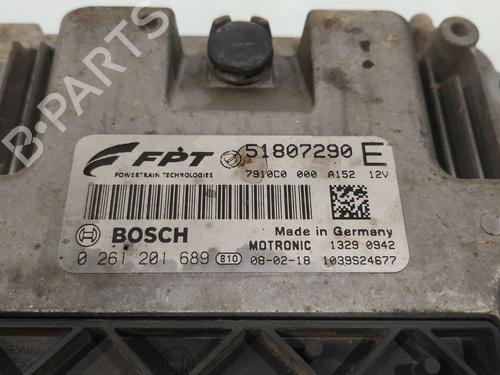 B-PARTS
FPT 51807290 E
POWERTRAIN TECHNOLOGIES 7910C0 000 A152 12V
BOSCH Made in Germany
MOTRONIC 1329 0942
0 261 201 689 810 08-02-18 1039S24677